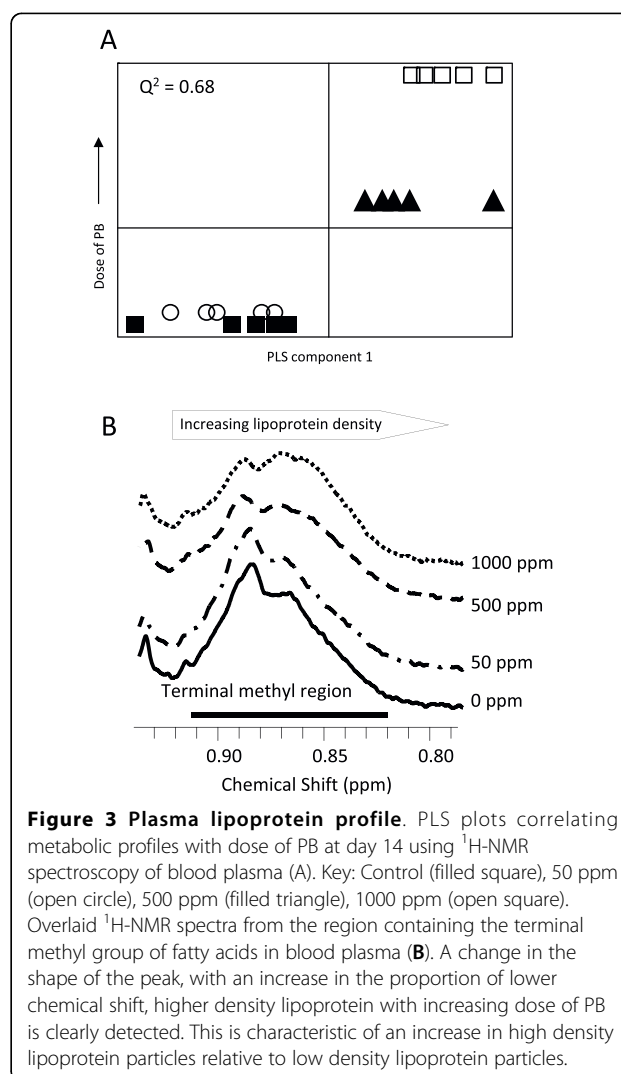 A
Q² = 0.68
Dose of PB
PLS component 1
B
Increasing lipoprotein density
1000 ppm
500 ppm
50 ppm
0 ppm
Terminal methyl region
0.90 0.85 0.80
Chemical Shift (ppm)
Figure 3 Plasma lipoprotein profile. PLS plots correlating
metabolic profiles with dose of PB at day 14 using ¹H-NMR
spectroscopy of blood plasma (A). Key: Control (filled square), 50 ppm
(open circle), 500 ppm (filled triangle), 1000 ppm (open square).
Overlaid ¹H-NMR spectra from the region containing the terminal
methyl group of fatty acids in blood plasma (B). A change in the
shape of the peak, with an increase in the proportion of lower
chemical shift, higher density lipoprotein with increasing dose of PB
is clearly detected. This is characteristic of an increase in high density
lipoprotein particles relative to low density lipoprotein particles.